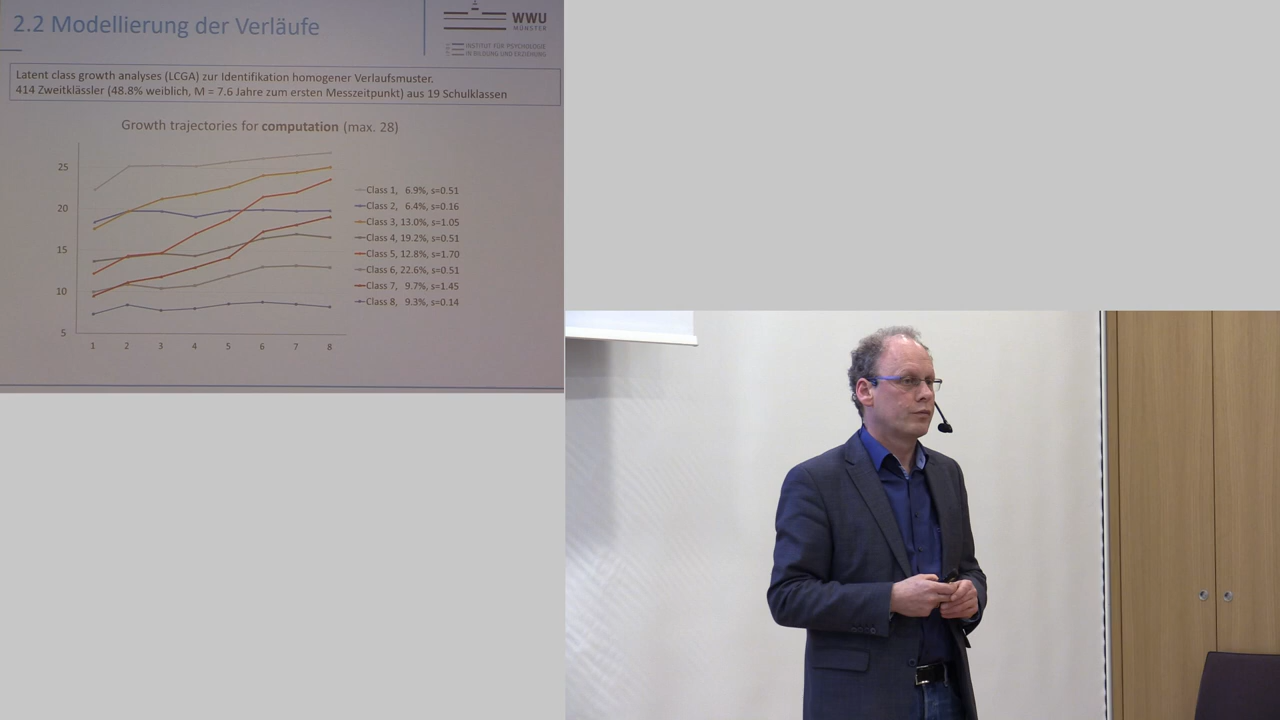 2.2 Modellierung der Verläufe
WWU
MÜNSTER
INSTITUT FÜR PSYCHOLOGIE
IN BILDUNG UND ERZIEHUNG
Latent class growth analyses (LCGA) zur Identifikation homogener Verlaufsmuster.
414 Zweitklässler (48.8% weiblich, M = 7.6 Jahre zum ersten Messzeitpunkt) aus 19 Schulklassen
Growth trajectories for computation (max. 28)
25
20
15
10
5
1 2 3 4 5 6 7 8
Class 1, 6.9%, s=0.51
Class 2, 6.4%, s=0.16
Class 3, 13.0%, s=1.05
Class 4, 19.2%, s=0.51
Class 5, 12.8%, s=1.70
Class 6, 22.6%, s=0.51
Class 7, 9.7%, s=1.45
Class 8, 9.3%, s=0.14